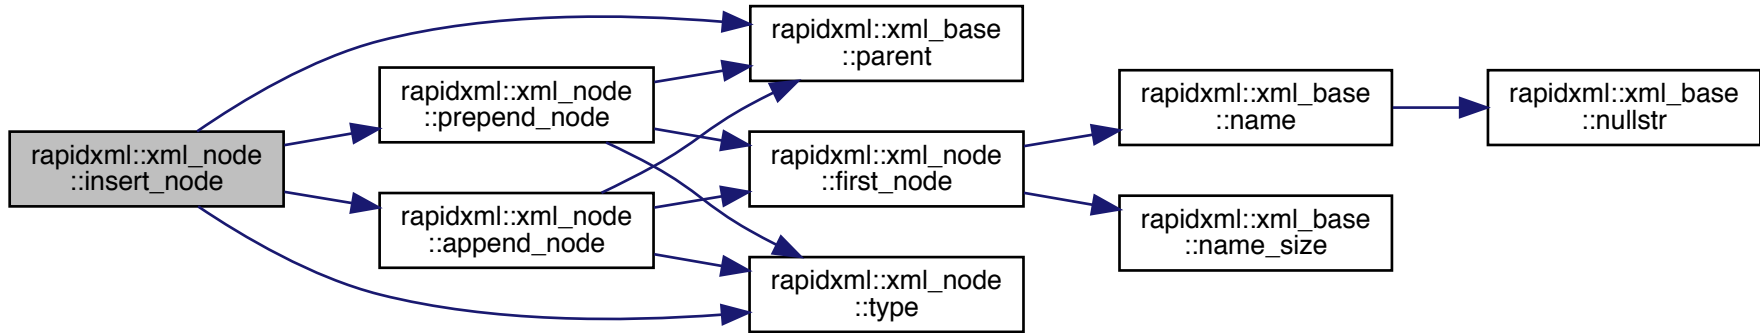 rapidxml::xml_node
::insert_node
rapidxml::xml_node
::prepend_node
rapidxml::xml_node
::append_node
rapidxml::xml_base
::parent
rapidxml::xml_node
::first_node
rapidxml::xml_node
::type
rapidxml::xml_base
::name
rapidxml::xml_base
::name_size
rapidxml::xml_base
::nullstr